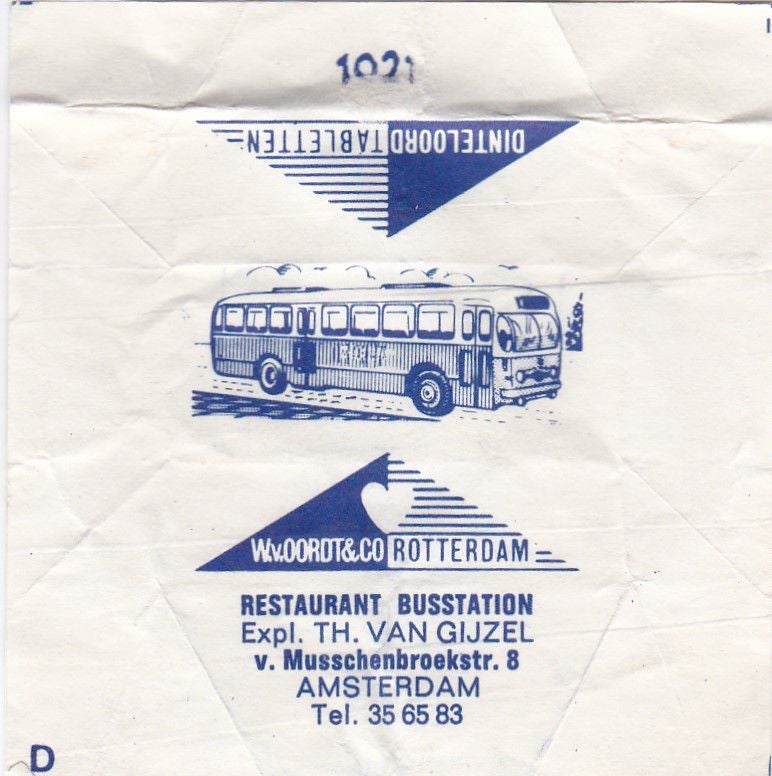 1021
DINTELOORD TABLETTEN
W.v.OORDT&CO ROTTERDAM
RESTAURANT BUSSTATION
Expl. TH. VAN GIJZEL
v. Musschenbroekstr. 8
AMSTERDAM
Tel. 35 65 83
D